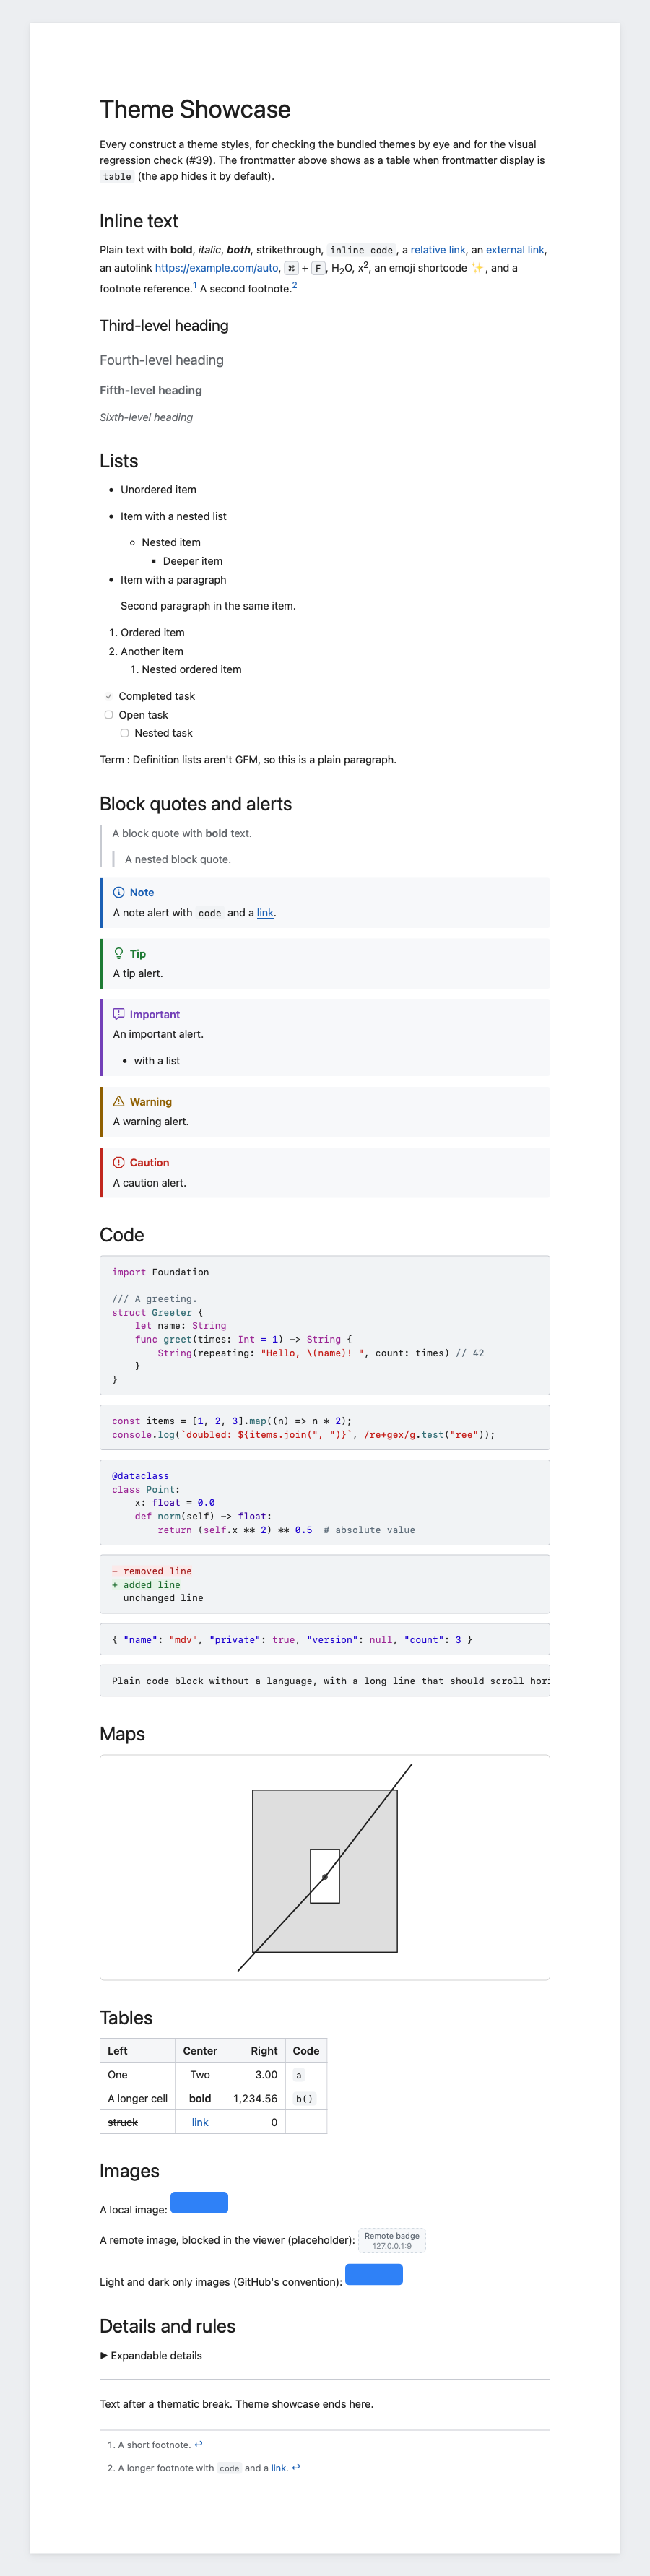 Theme Showcase
Every construct a theme styles, for checking the bundled themes by eye and for the visual
regression check (#39). The frontmatter above shows as a table when frontmatter display is
table (the app hides it by default).
Inline text
Plain text with bold, italic, both, strikethrough, inline code, a relative link, an external link,
an autolink https://example.com/auto, ⌘ + F, H2O, x2, an emoji shortcode ✨, and a
footnote reference.1 A second footnote.2
Third-level heading
Fourth-level heading
Fifth-level heading
Sixth-level heading
Lists
• Unordered item
• Item with a nested list
◦ Nested item
▪ Deeper item
• Item with a paragraph
Second paragraph in the same item.
1. Ordered item
2. Another item
1. Nested ordered item
Completed task
Open task
Nested task
Term : Definition lists aren't GFM, so this is a plain paragraph.
Block quotes and alerts
A block quote with bold text.
A nested block quote.
Note
A note alert with code and a link.
Tip
A tip alert.
Important
An important alert.
• with a list
Warning
A warning alert.
Caution
A caution alert.
Code
import Foundation
/// A greeting.
struct Greeter {
let name: String
func greet(times: Int = 1) -> String {
String(repeating: "Hello, \(name)! ", count: times) // 42
}
}
const items = [1, 2, 3].map((n) => n * 2);
console.log(`doubled: ${items.join(", ")}`, /re+gex/g.test("ree"));
@dataclass
class Point:
x: float = 0.0
def norm(self) -> float:
return (self.x ** 2) ** 0.5 # absolute value
- removed line
+ added line
unchanged line
{ "name": "mdv", "private": true, "version": null, "count": 3 }
Plain code block without a language, with a long line that should scroll hori
Maps
Tables
Left Center Right Code
One Two 3.00 a
A longer cell bold 1,234.56 b()
struck link 0
Images
A local image:
A remote image, blocked in the viewer (placeholder): Remote badge
127.0.0.1:9
Light and dark only images (GitHub's convention):
Details and rules
▶ Expandable details
Text after a thematic break. Theme showcase ends here.
1. A short footnote. ↩
2. A longer footnote with code and a link. ↩